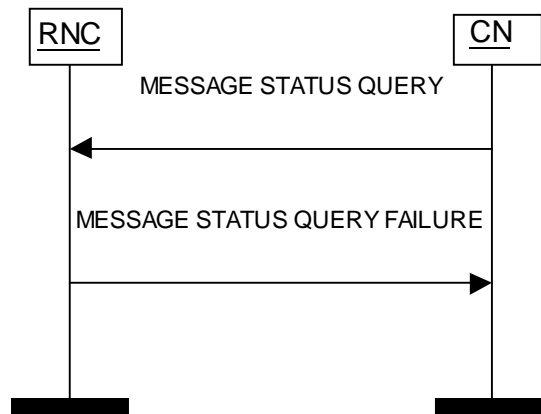 RNC
CN
MESSAGE STATUS QUERY
MESSAGE STATUS QUERY FAILURE